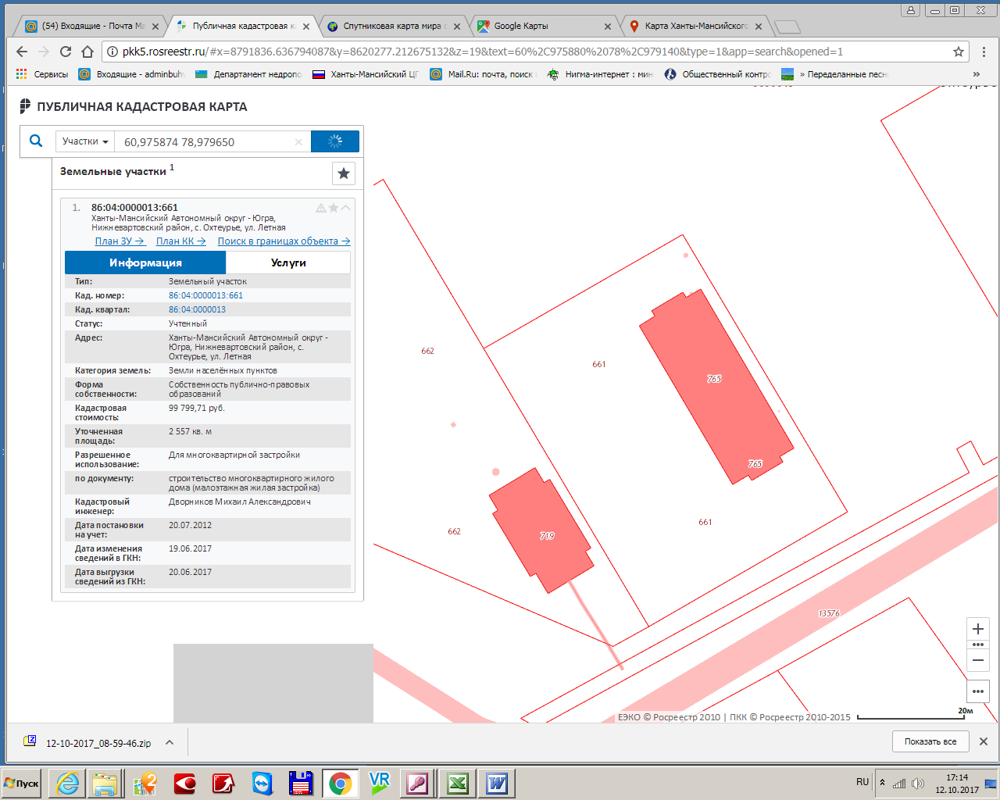 (54) Входящие - Почта Ма
Публичная кадастровая к
Спутниковая карта мира
Google Карты
Карта Ханты-Мансийского
pkk5.rosreestr.ru/#x=8791836.636794087&y=8620277.212675132&z=19&text=60%2C975880%2078%2C979140&type=1&app=search&opened=1
Сервисы
Входящие - adminbuhv
Департамент недропо
Ханты-Мансийский ЦГ
Mail.Ru: почта, поиск
Нигма-интернет : мин
Общественный контро
» Переделанные песн
»
ПУБЛИЧНАЯ КАДАСТРОВАЯ КАРТА
Участки
60,975874 78,979650
Земельные участки 1
1. 86:04:0000013:661
Ханты-Мансийский Автономный округ - Югра,
Нижневартовский район, с. Охтеурье, ул. Летная
План ЗУ →
План КК →
Поиск в границах объекта →
Информация
Услуги
Тип: Земельный участок
Кад. номер: 86:04:0000013:661
Кад. квартал: 86:04:0000013
Статус: Учтенный
Адрес: Ханты-Мансийский Автономный округ -
Югра, Нижневартовский район, с.
Охтеурье, ул. Летная
Категория земель: Земли населённых пунктов
Форма Собственность публично-правовых
собственности: образований
Кадастровая 99 799,71 руб.
стоимость:
Уточненная 2 557 кв. м
площадь:
Разрешенное Для многоквартирной застройки
использование:
по документу: строительство многоквартирного жилого
дома (малоэтажная жилая застройка)
Кадастровый Дворников Михаил Александрович
инженер:
Дата постановки 20.07.2012
на учет:
Дата изменения 19.06.2017
сведений в ГКН:
Дата выгрузки 20.06.2017
сведений из ГКН:
662
661
765
765
719
662
661
13576
20м
ЕЭКО © Росреестр 2010 | ПКК © Росреестр 2010-2015
12-10-2017_08-59-46.zip
Показать все
Пуск
2
VR
RU
17:14
12.10.2017